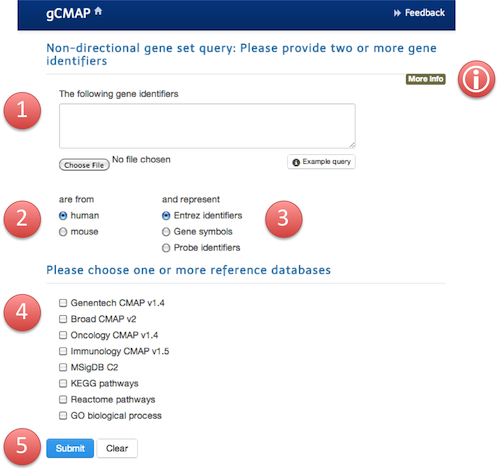 gCMAP
Feedback
Non-directional gene set query: Please provide two or more gene
identifiers
More info
i
1
The following gene identifiers
Choose File No file chosen
i Example query
2
are from
and represent
3
human
Entrez identifiers
mouse
Gene symbols
Probe identifiers
Please choose one or more reference databases
4
Genentech CMAP v1.4
Broad CMAP v2
Oncology CMAP v1.4
Immunology CMAP v1.5
MSigDB C2
KEGG pathways
Reactome pathways
GO biological process
5
Submit Clear